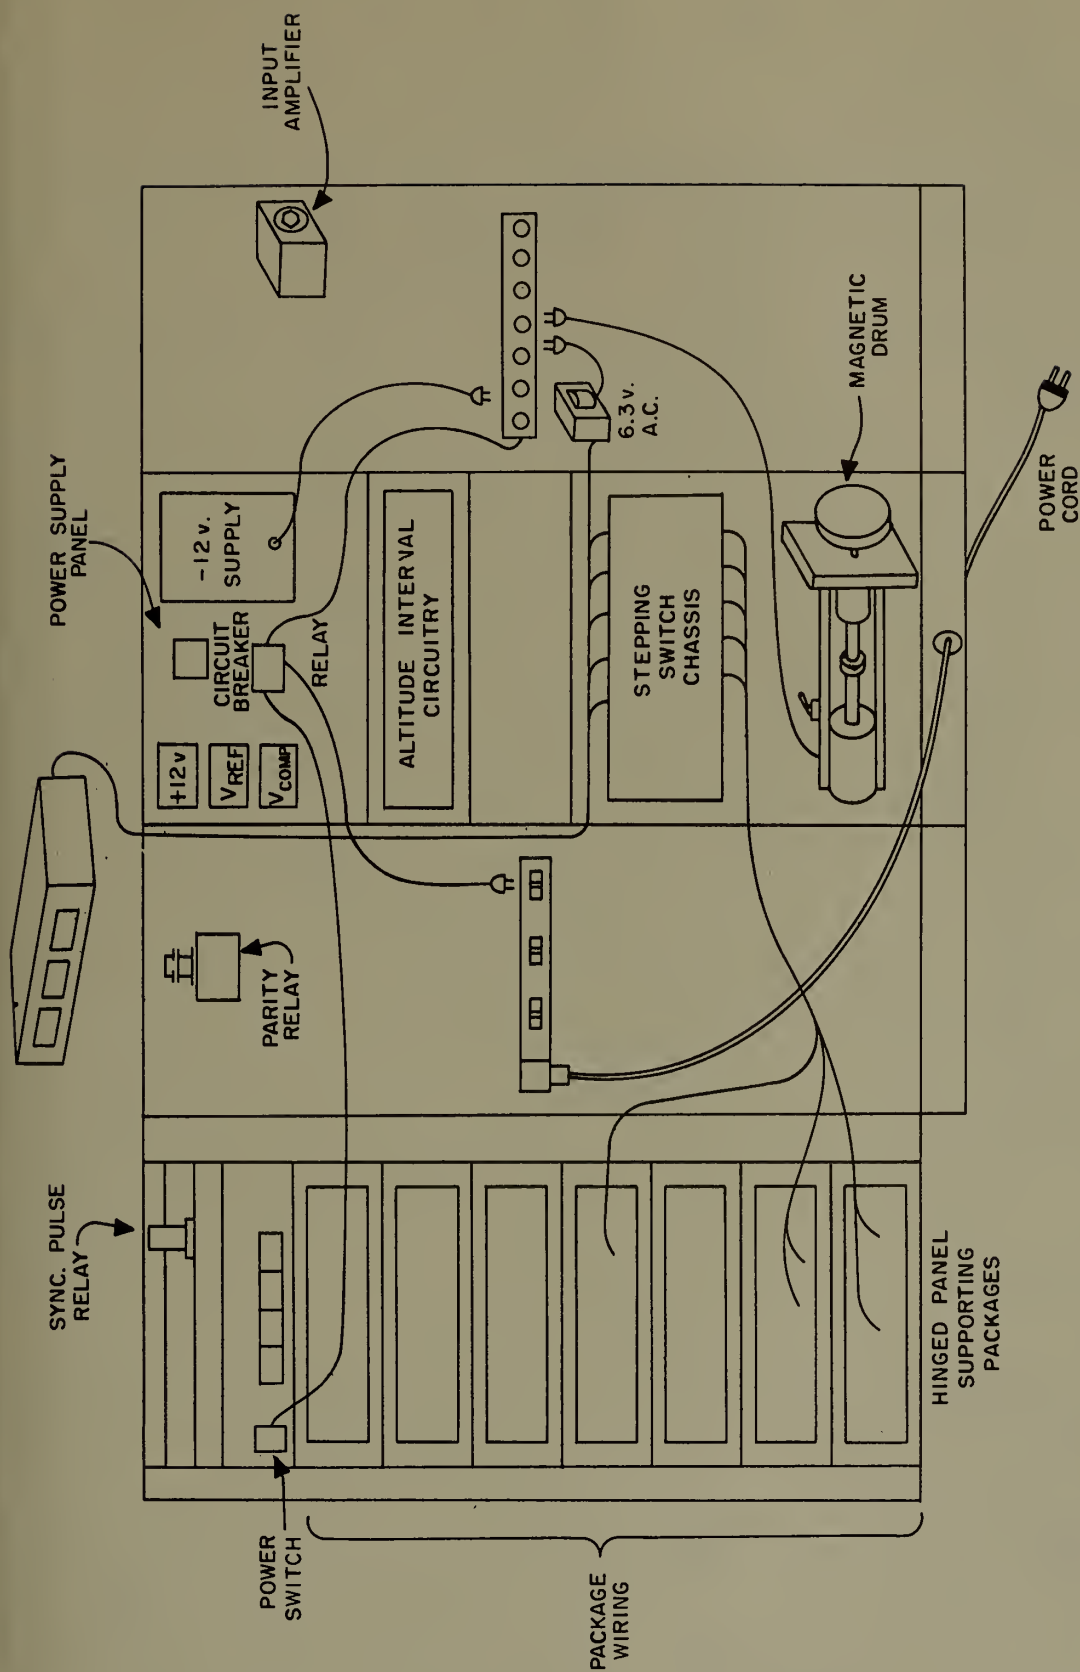 SYNC. PULSE
RELAY
POWER SUPPLY
PANEL
INPUT
AMPLIFIER
+12v
VREF
VCOMP
CIRCUIT
BREAKER
RELAY
-12 v.
SUPPLY
PARITY
RELAY
POWER
SWITCH
ALTITUDE INTERVAL
CIRCUITRY
6.3 v.
A.C.
STEPPING
SWITCH
CHASSIS
MAGNETIC
DRUM
PACKAGE
WIRING
HINGED PANEL
SUPPORTING
PACKAGES
POWER
CORD